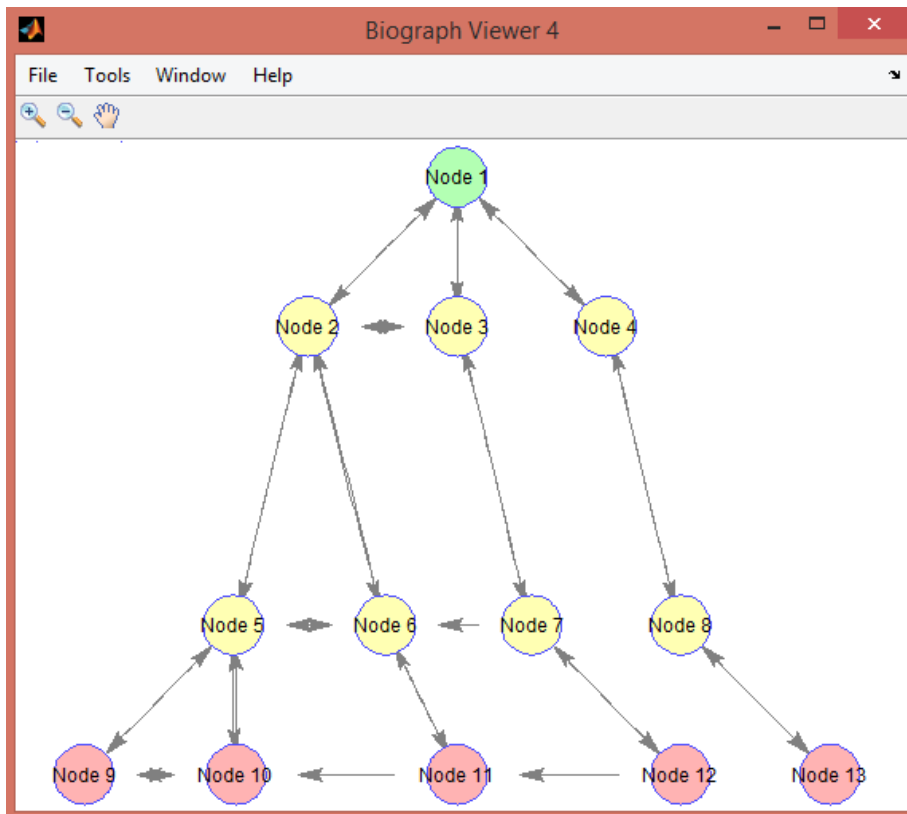 Biograph Viewer 4
File Tools Window Help
Node 1
Node 2 Node 3 Node 4
Node 5 Node 6 Node 7 Node 8
Node 9 Node 10 Node 11 Node 12 Node 13